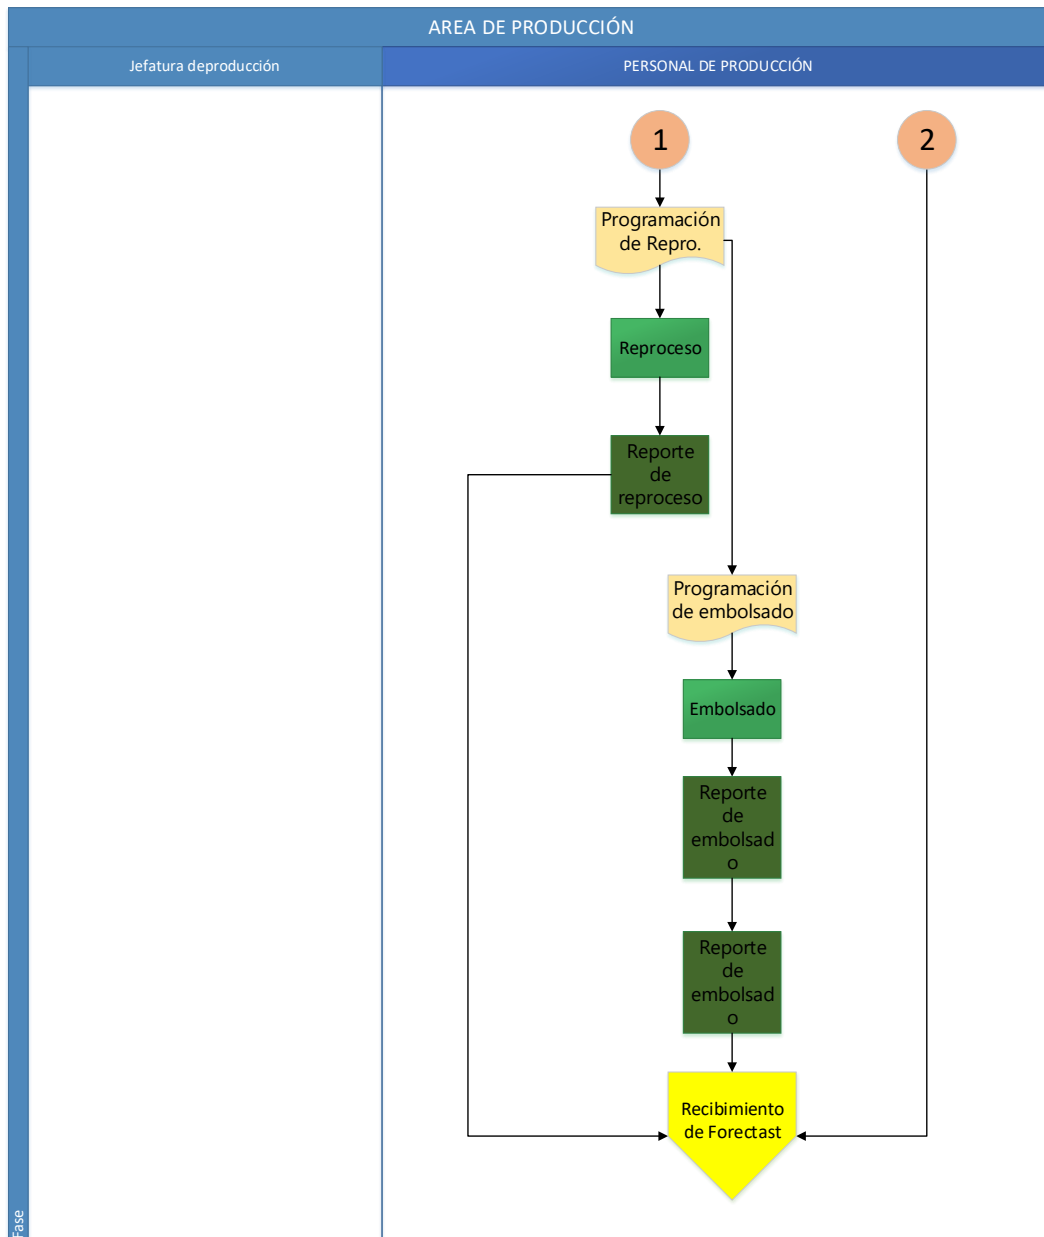 AREA DE PRODUCCIÓN
Jefatura deproducción
PERSONAL DE PRODUCCIÓN
1
2
Programación
de Repro.
Reproceso
Reporte
de
reproceso
Programación
de embolsado
Embolsado
Reporte
de
embolsad
o
Reporte
de
embolsad
o
Recibimiento
de Forectast
Fase